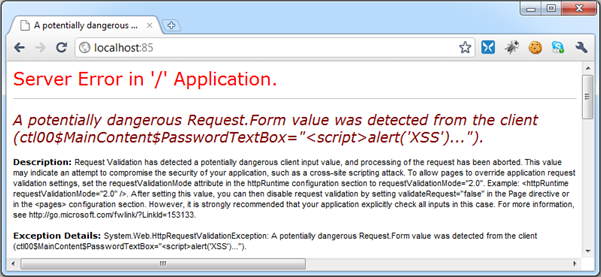 A potentially dangerous ...
localhost:85
Server Error in '/' Application.
A potentially dangerous Request.Form value was detected from the client
(ctl00$MainContent$PasswordTextBox="<script>alert('XSS')...").
Description: Request Validation has detected a potentially dangerous client input value, and processing of the request has been aborted. This value
may indicate an attempt to compromise the security of your application, such as a cross-site scripting attack. To allow pages to override application request
validation settings, set the requestValidationMode attribute in the httpRuntime configuration section to requestValidationMode="2.0". Example: <httpRuntime
requestValidationMode="2.0" />. After setting this value, you can then disable request validation by setting validateRequest="false" in the Page directive or
in the <pages> configuration section. However, it is strongly recommended that your application explicitly check all inputs in this case. For more information,
see http://go.microsoft.com/fwlink/?LinkId=153133.
Exception Details: System.Web.HttpRequestValidationException: A potentially dangerous Request.Form value was detected from the client
(ctl00$MainContent$PasswordTextBox="<script>alert('XSS')...").